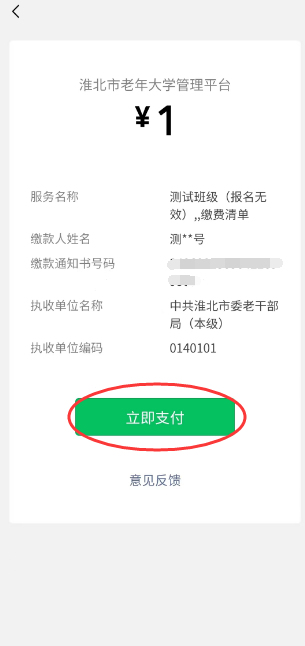 淮北市老年大学管理平台
¥1
服务名称 测试班级（报名无
效）,,缴费清单
缴款人姓名 测**号
缴款通知书号码
执收单位名称 中共淮北市委老干部
局（本级）
执收单位编码 0140101
立即支付
意见反馈